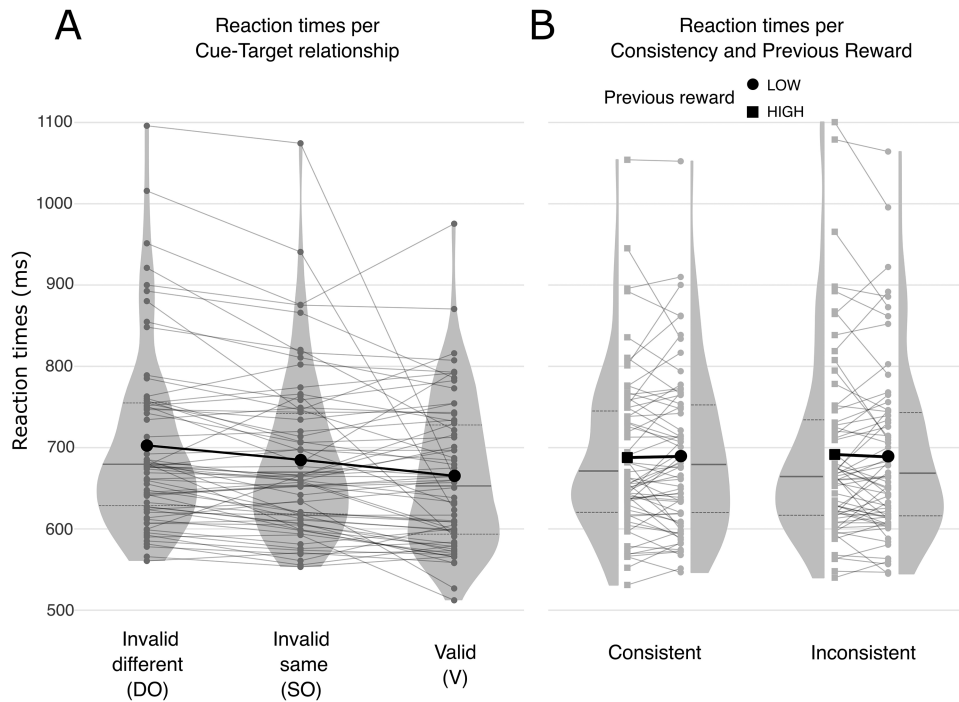 A
Reaction times per
Cue-Target relationship
B
Reaction times per
Consistency and Previous Reward
Previous reward
LOW
HIGH
Reaction times (ms)
1100
1000
900
800
700
600
500
Invalid
different
(DO)
Invalid
same
(SO)
Valid
(V)
Consistent
Inconsistent